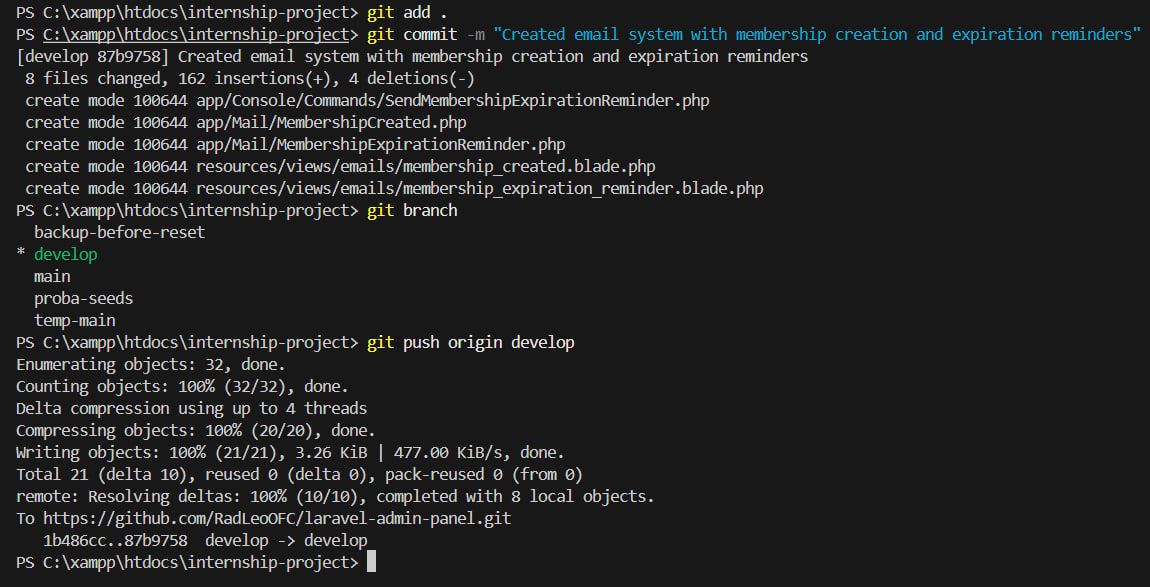 PS C:\xampp\htdocs\internship-project> git add .
PS C:\xampp\htdocs\internship-project> git commit -m "Created email system with membership creation and expiration reminders"
[develop 87b9758] Created email system with membership creation and expiration reminders
 8 files changed, 162 insertions(+), 4 deletions(-)
 create mode 100644 app/Console/Commands/SendMembershipExpirationReminder.php
 create mode 100644 app/Mail/MembershipCreated.php
 create mode 100644 app/Mail/MembershipExpirationReminder.php
 create mode 100644 resources/views/emails/membership_created.blade.php
 create mode 100644 resources/views/emails/membership_expiration_reminder.blade.php
PS C:\xampp\htdocs\internship-project> git branch
  backup-before-reset
* develop
  main
  proba-seeds
  temp-main
PS C:\xampp\htdocs\internship-project> git push origin develop
Enumerating objects: 32, done.
Counting objects: 100% (32/32), done.
Delta compression using up to 4 threads
Compressing objects: 100% (20/20), done.
Writing objects: 100% (21/21), 3.26 KiB | 477.00 KiB/s, done.
Total 21 (delta 10), reused 0 (delta 0), pack-reused 0 (from 0)
remote: Resolving deltas: 100% (10/10), completed with 8 local objects.
To https://github.com/RadLeoOFC/laravel-admin-panel.git
   1b486cc..87b9758  develop -> develop
PS C:\xampp\htdocs\internship-project>